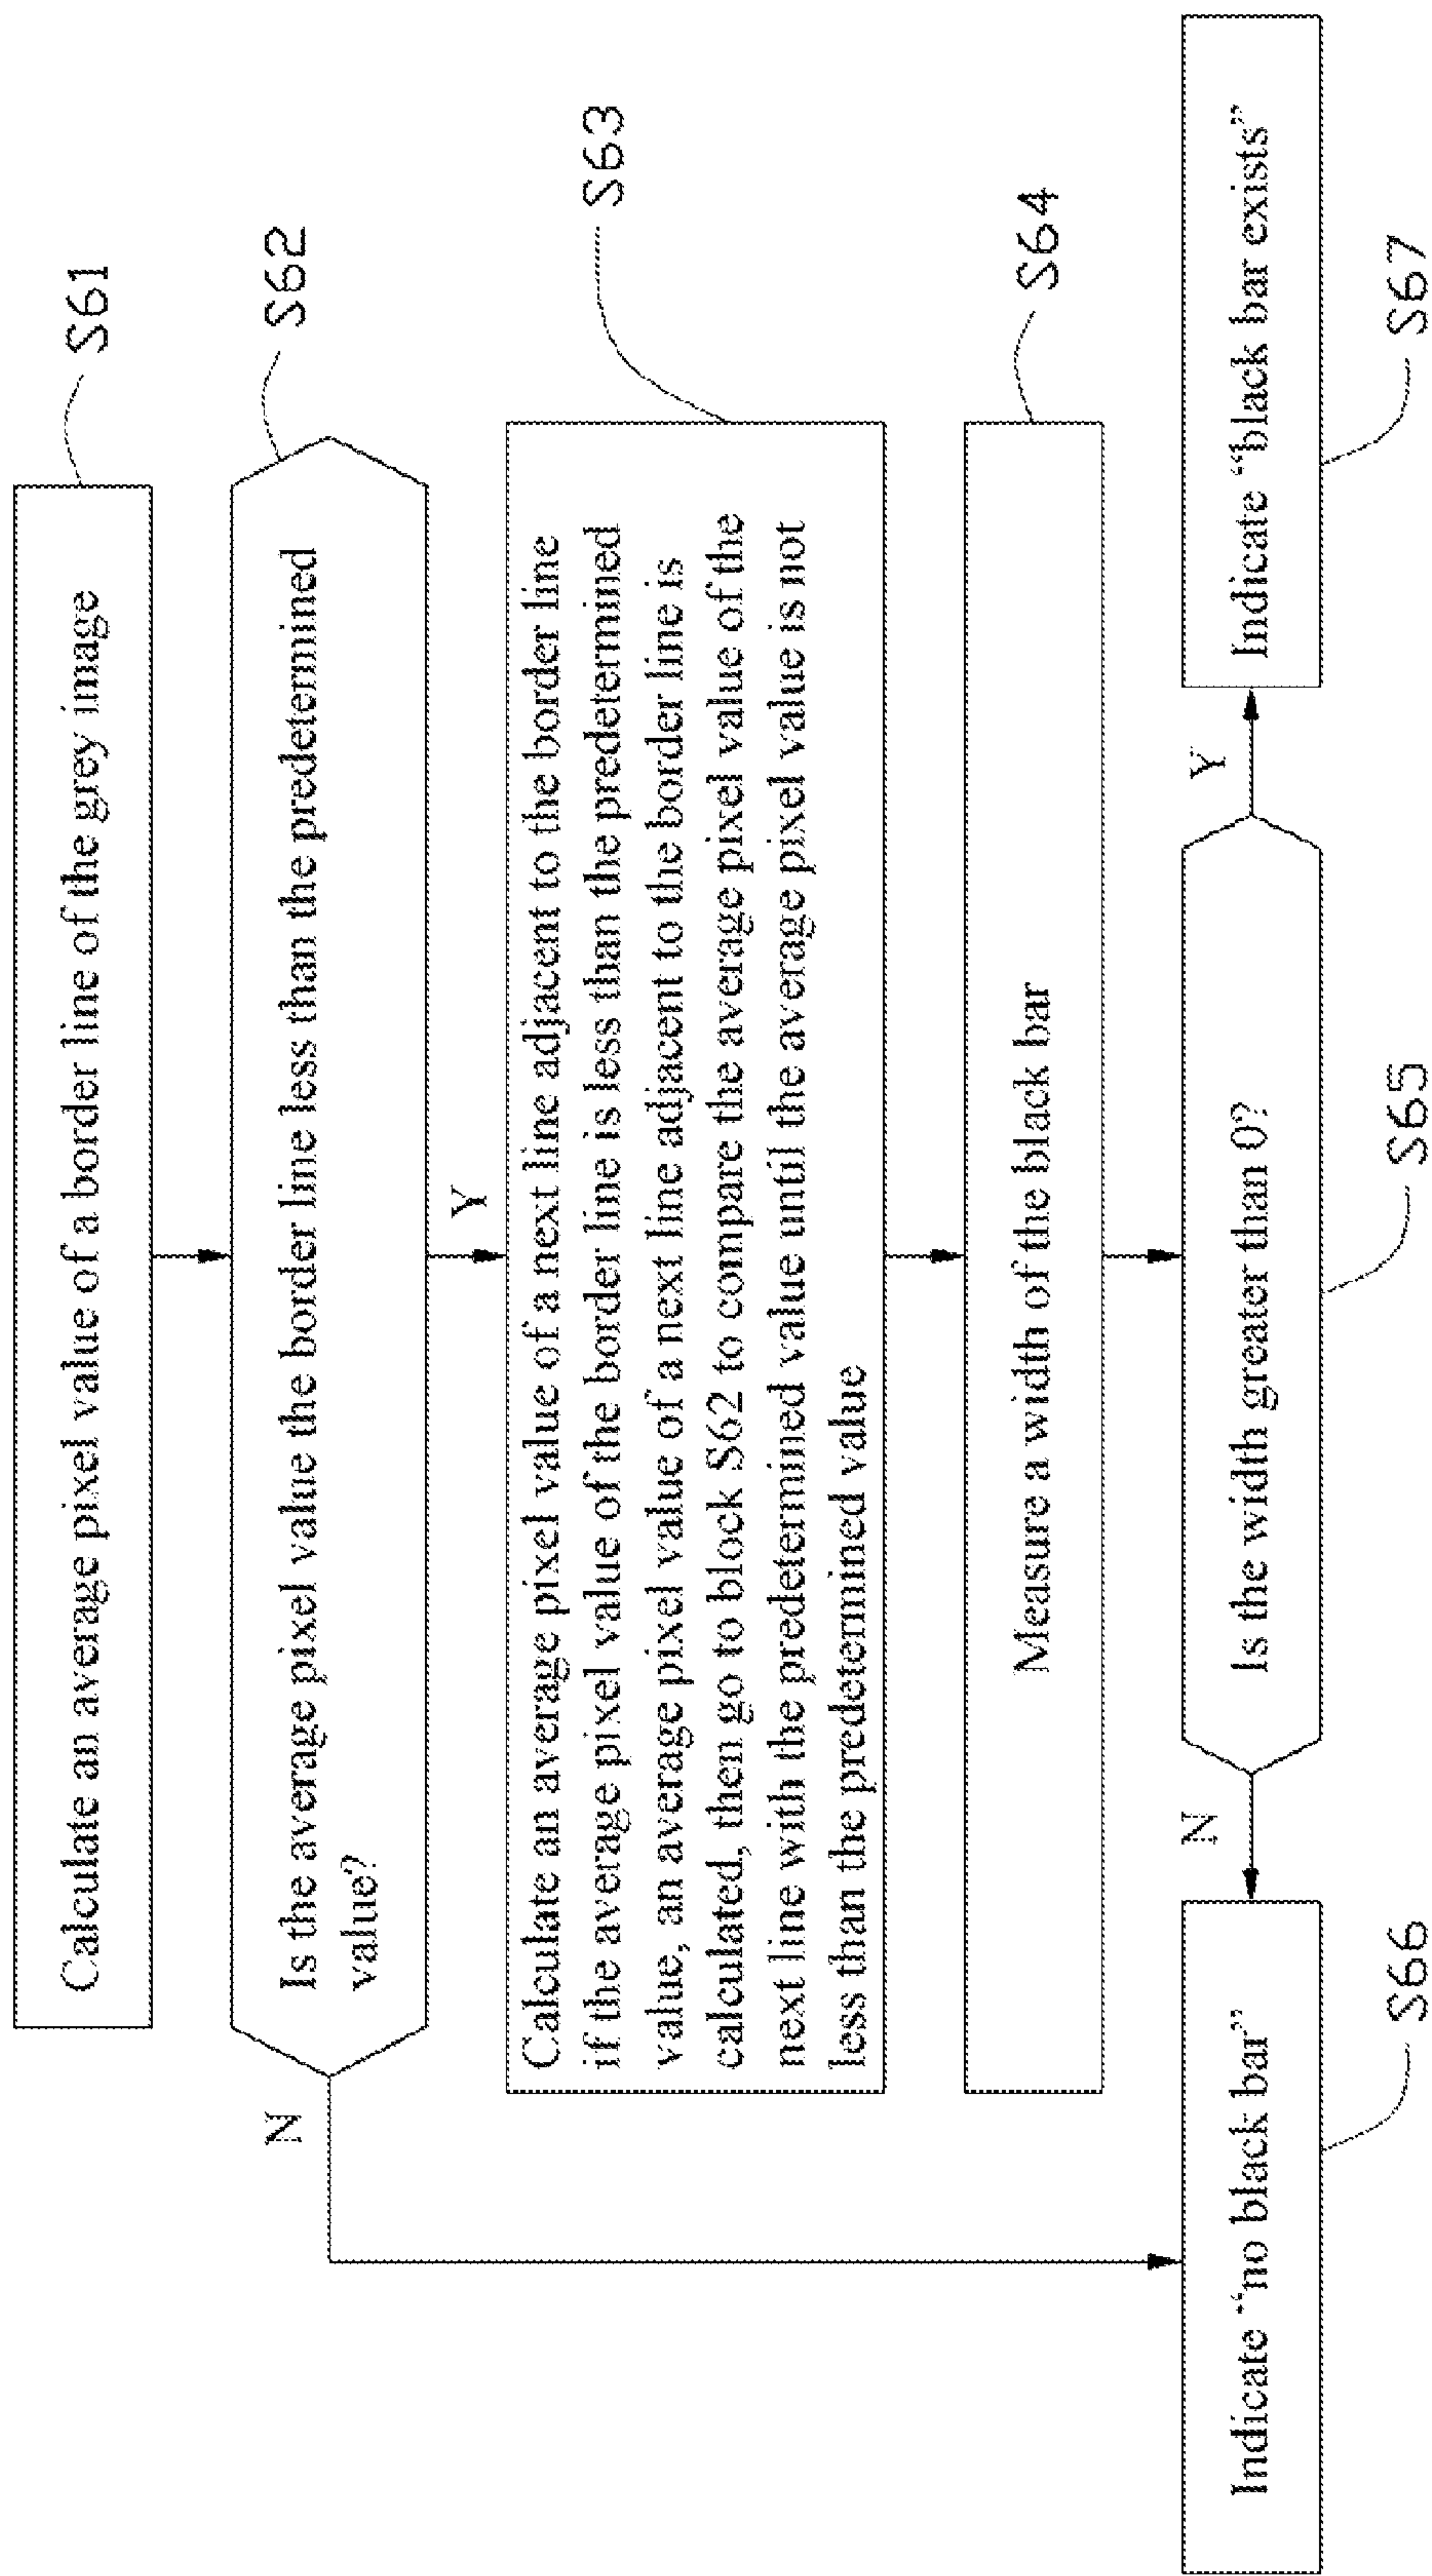 Calculate an average pixel value of a border line of the grey image
S61
Is the average pixel value the border line less than the predetermined
value?
S62
N
Y
Calculate an average pixel value of a next line adjacent to the border line
if the average pixel value of the border line is less than the predetermined
value, an average pixel value of a next line adjacent to the border line is
calculated, then go to block S62 to compare the average pixel value of the
next line with the predetermined value until the average pixel value is not
less than the predetermined value
S63
Measure a width of the black bar
S64
Indicate “no black bar”
N
Is the width greater than 0?
Y
Indicate “black bar exists”
S66
S65
S67